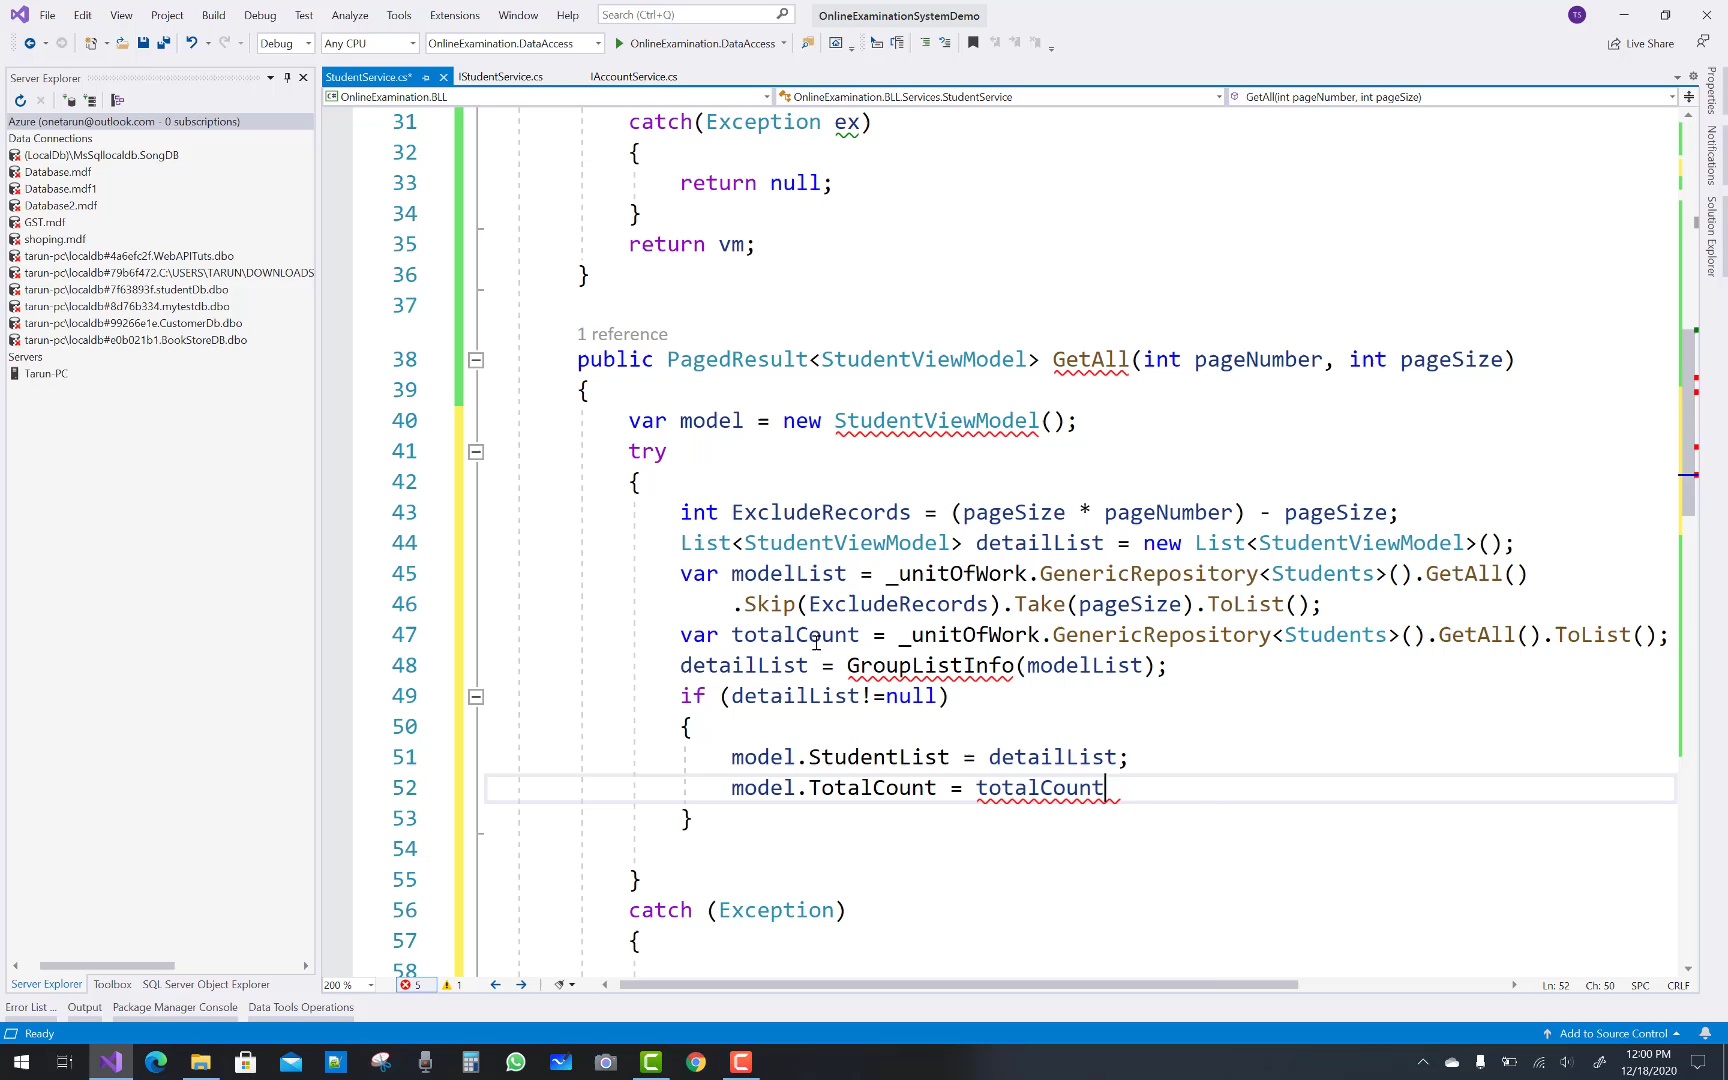 File Edit View Project Build Debug Test Analyze Tools Extensions Window Help Search (Ctrl+Q) OnlineExaminationSystemDemo TS
Debug Any CPU OnlineExamination.DataAccess OnlineExamination.DataAccess Live Share
Server Explorer
StudentService.cs* IStudentService.cs IAccountService.cs
OnlineExamination.BLL OnlineExamination.BLL.Services.StudentService GetAll(int pageNumber, int pageSize)
Azure (onetarun@outlook.com - 0 subscriptions)
Data Connections
(LocalDb)\MsSqllocaldb.SongDB
Database.mdf
Database.mdf1
Database2.mdf
GST.mdf
shoping.mdf
tarun-pc\localdb#4a6efc2f.WebAPITuts.dbo
tarun-pc\localdb#79b6f472.C:\USERS\TARUN\DOWNLOADS
tarun-pc\localdb#7f63893f.studentDb.dbo
tarun-pc\localdb#8d76b334.mytestdb.dbo
tarun-pc\localdb#99266e1e.CustomerDb.dbo
tarun-pc\localdb#e0b021b1.BookStoreDB.dbo
Servers
Tarun-PC
31 catch(Exception ex)
32 {
33 return null;
34 }
35 return vm;
36 }
37
1 reference
38 public PagedResult<StudentViewModel> GetAll(int pageNumber, int pageSize)
39 {
40 var model = new StudentViewModel();
41 try
42 {
43 int ExcludeRecords = (pageSize * pageNumber) - pageSize;
44 List<StudentViewModel> detailList = new List<StudentViewModel>();
45 var modelList = _unitOfWork.GenericRepository<Students>().GetAll()
46 .Skip(ExcludeRecords).Take(pageSize).ToList();
47 var totalCount = _unitOfWork.GenericRepository<Students>().GetAll().ToList();
48 detailList = GroupListInfo(modelList);
49 if (detailList!=null)
50 {
51 model.StudentList = detailList;
52 model.TotalCount = totalCount
53 }
54
55 }
56 catch (Exception)
57 {
58
Properties
Notifications
Solution Explorer
Server Explorer Toolbox SQL Server Object Explorer
200 % 5 1 Ln: 52 Ch: 50 SPC CRLF
Error List ... Output Package Manager Console Data Tools Operations
Ready Add to Source Control
12:00 PM
12/18/2020